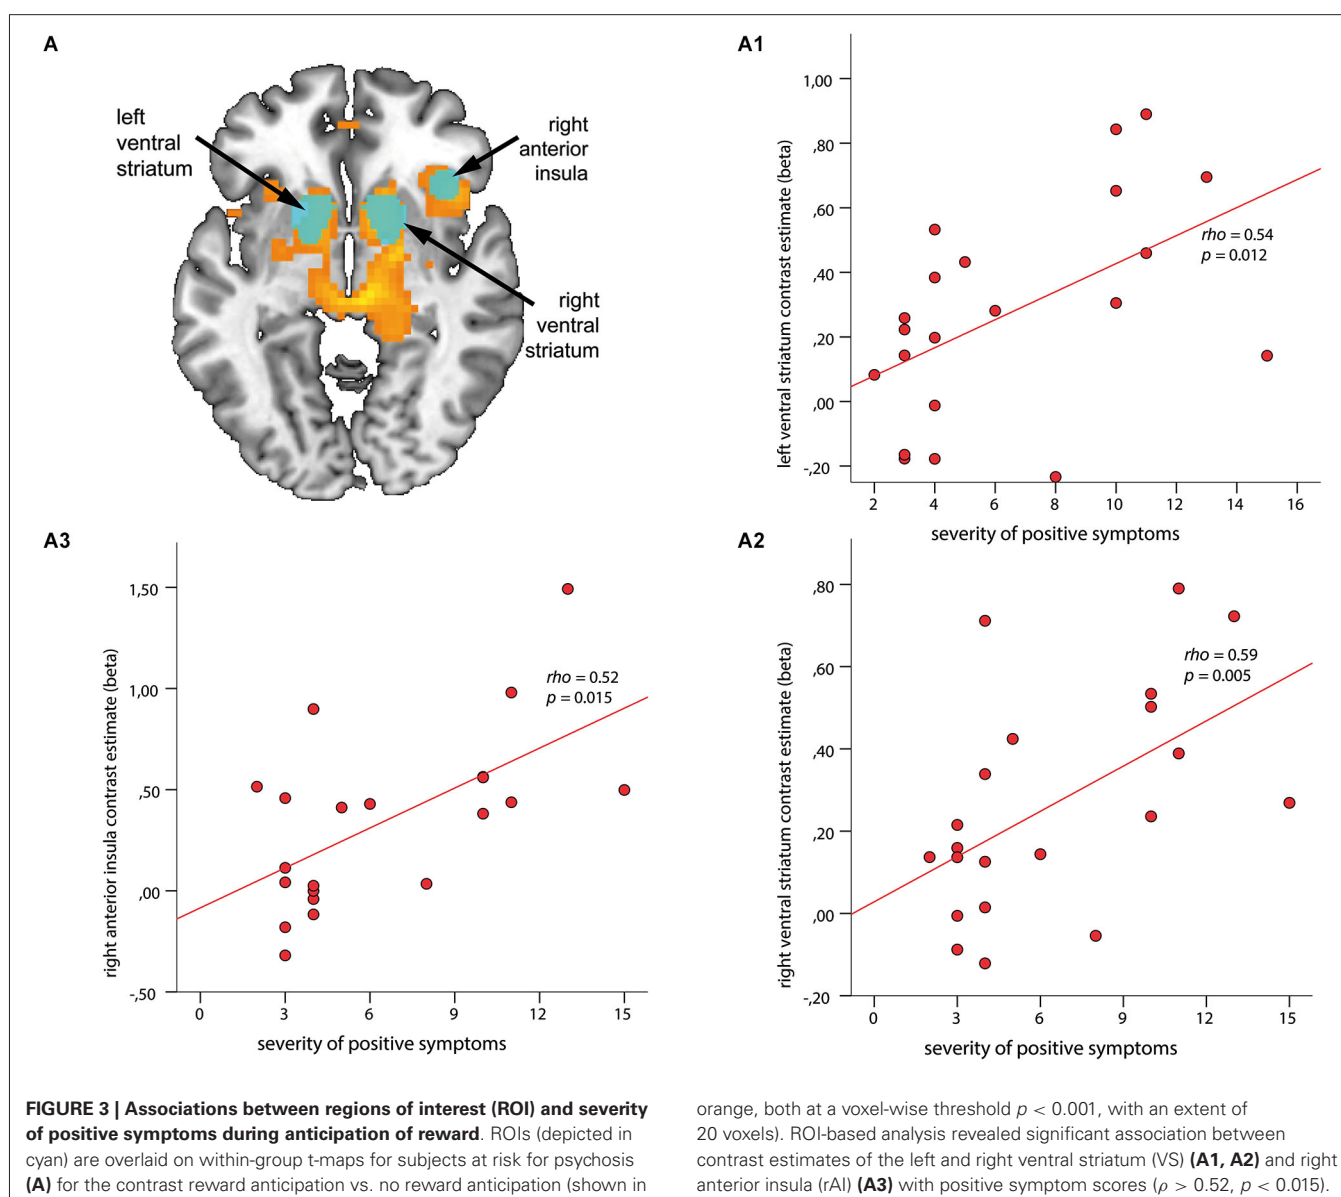 A
left
ventral
striatum
right
anterior
insula
right
ventral
striatum
A1
1,00
,80
,60
,40
,20
,00
-,20
left ventral striatum contrast estimate (beta)
rho = 0.54
p = 0.012
2 4 6 8 10 12 14 16
severity of positive symptoms
A3
1,50
1,00
,50
,00
-,50
right anterior insula contrast estimate (beta)
rho = 0.52
p = 0.015
0 3 6 9 12 15
severity of positive symptoms
A2
,80
,60
,40
,20
,00
-,20
right ventral striatum contrast estimate (beta)
rho = 0.59
p = 0.005
0 3 6 9 12 15
severity of positive symptoms
FIGURE 3 | Associations between regions of interest (ROI) and severity
of positive symptoms during anticipation of reward. ROIs (depicted in
cyan) are overlaid on within-group t-maps for subjects at risk for psychosis
(A) for the contrast reward anticipation vs. no reward anticipation (shown in
orange, both at a voxel-wise threshold p < 0.001, with an extent of
20 voxels). ROI-based analysis revealed significant association between
contrast estimates of the left and right ventral striatum (VS) (A1, A2) and right
anterior insula (rAI) (A3) with positive symptom scores (ρ > 0.52, p < 0.015).